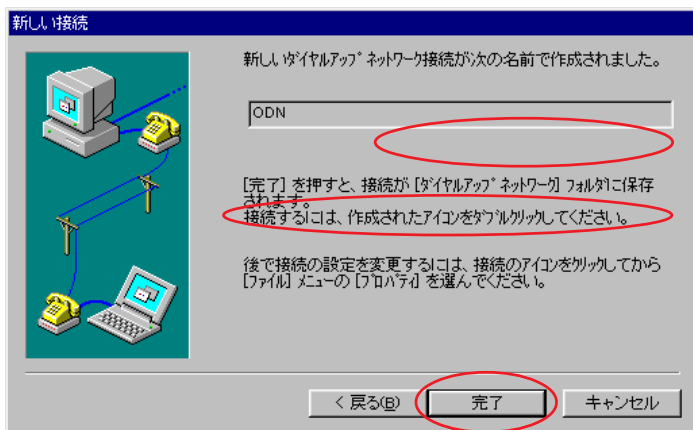 新しい接続
新しいダイヤルアップ ネットワーク接続が次の名前で作成されました。
ODN
[完了] を押すと、接続が [ダイヤルアップ ネットワーク] フォルダに保存
されます。
接続するには、作成されたアイコンをダブルクリックしてください。
後で接続の設定を変更するには、接続のアイコンをクリックしてから
[ファイル] メニューの [プロパティ] を選んでください。
< 戻る(B)
完了
キャンセル